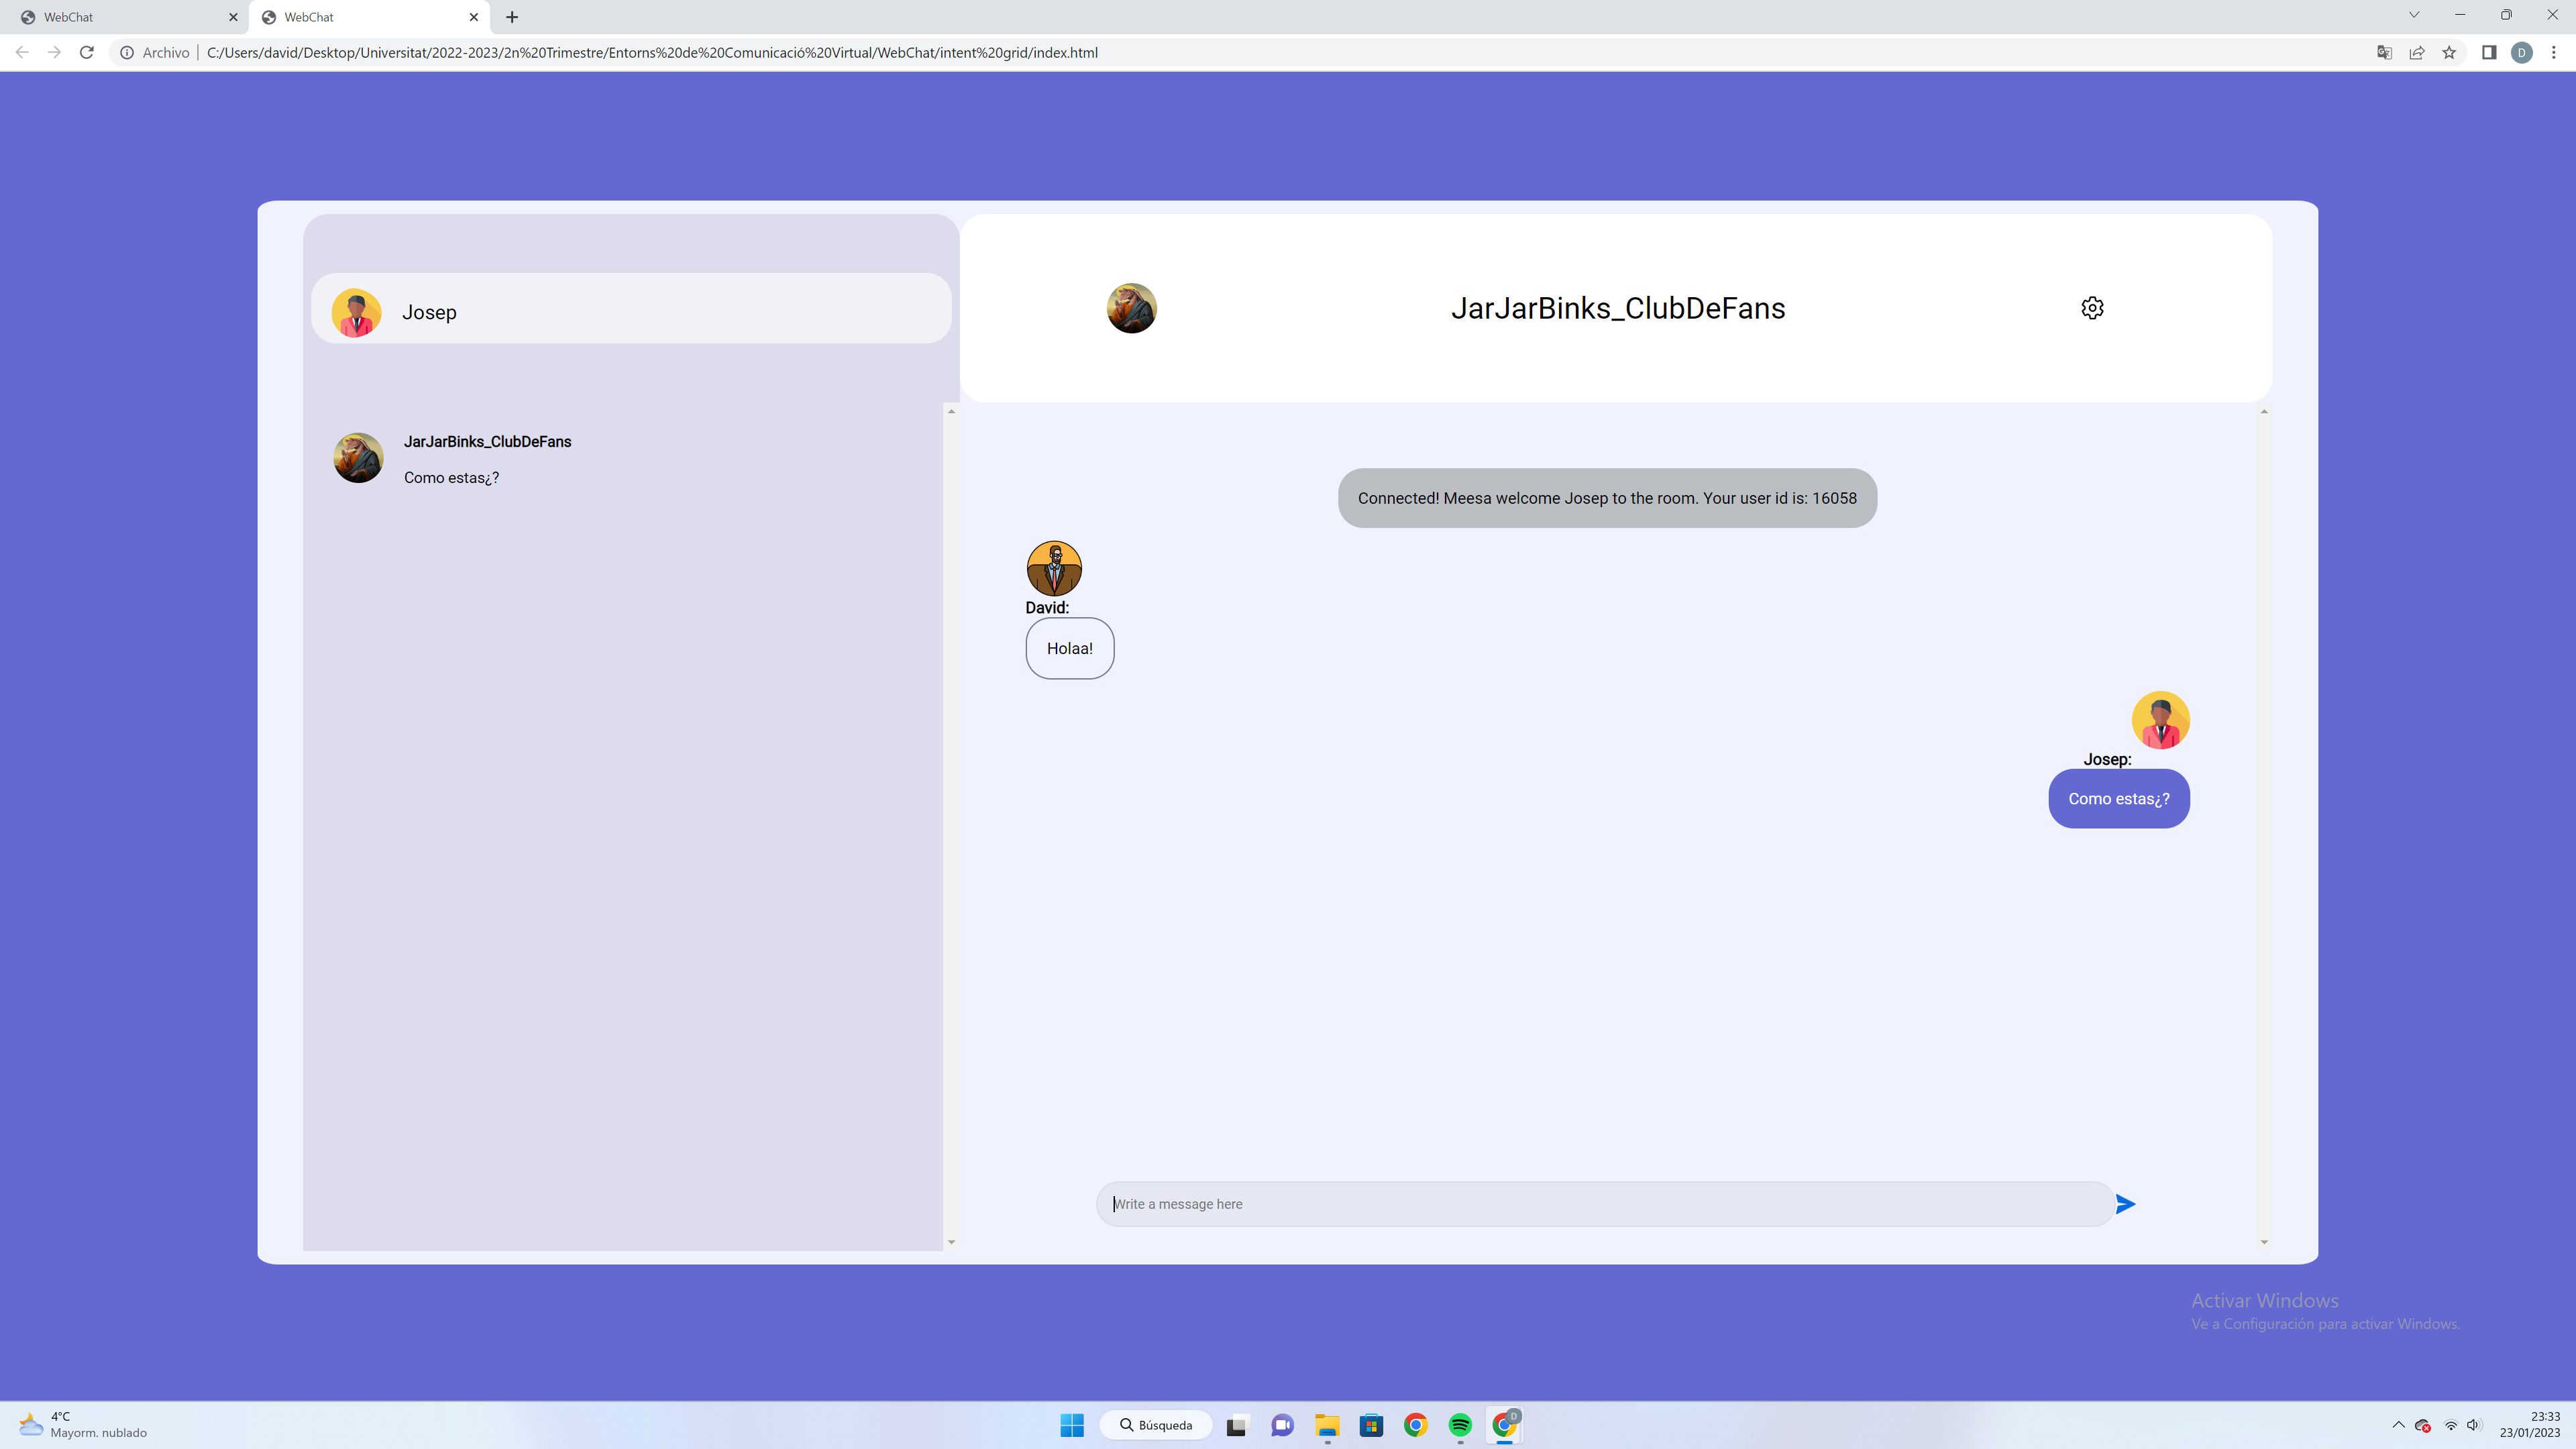 WebChat
WebChat
Archivo
C:/Users/david/Desktop/Universitat/2022-2023/2n%20Trimestre/Entorns%20de%20Comunicació%20Virtual/WebChat/intent%20grid/index.html
D
Josep
JarJarBinks_ClubDeFans
JarJarBinks_ClubDeFans
Como estas¿?
Connected! Meesa welcome Josep to the room. Your user id is: 16058
David:
Holaa!
Josep:
Como estas¿?
Write a message here
Activar Windows
Ve a Configuración para activar Windows.
4°C
Mayorm. nublado
Búsqueda
D
23:33
23/01/2023